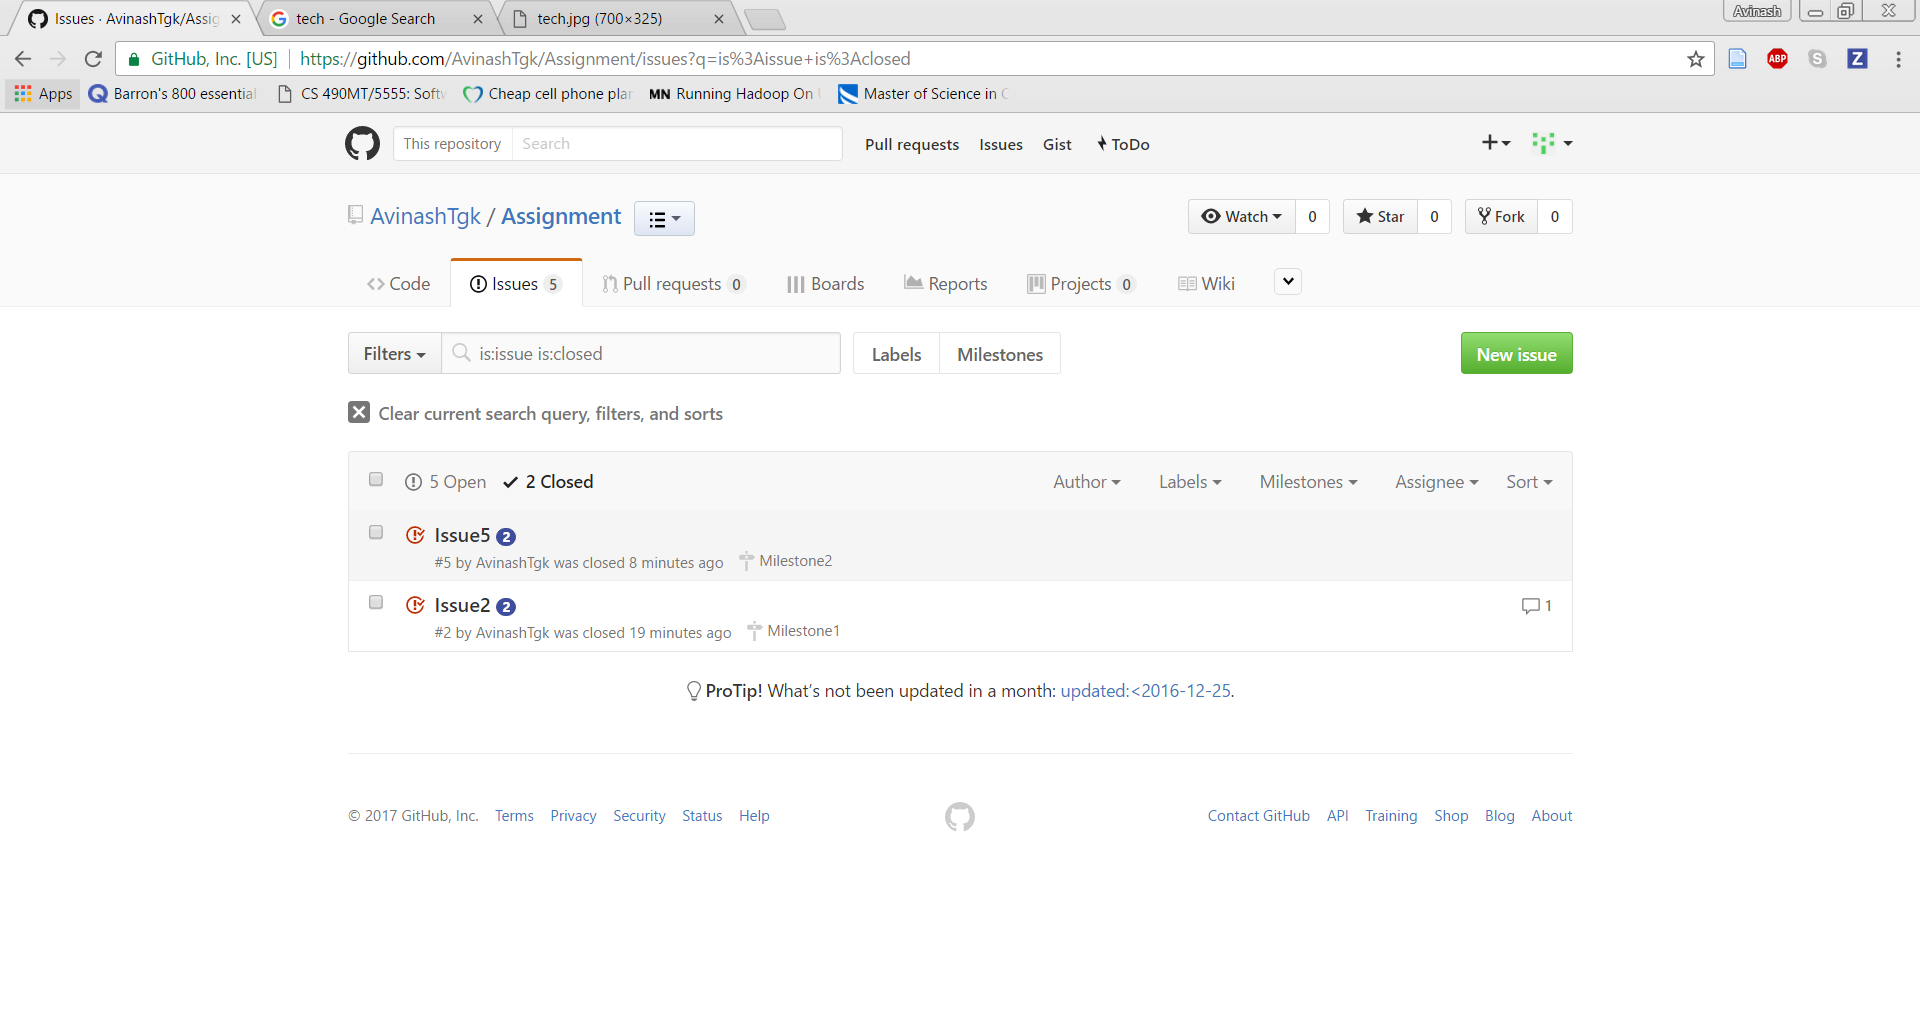 Issues · AvinashTgk/Assig
tech - Google Search
tech.jpg (700×325)
Avinash
GitHub, Inc. [US]
https://github.com/AvinashTgk/Assignment/issues?q=is%3Aissue+is%3Aclosed
ABP
S
Z
Apps
Barron's 800 essential
CS 490MT/5555: Softw
Cheap cell phone plan
MN Running Hadoop On
Master of Science in C
This repository
Search
Pull requests
Issues
Gist
ToDo
AvinashTgk / Assignment
Watch 0
Star 0
Fork 0
Code
Issues 5
Pull requests 0
Boards
Reports
Projects 0
Wiki
Filters
is:issue is:closed
Labels
Milestones
New issue
Clear current search query, filters, and sorts
5 Open
2 Closed
Author
Labels
Milestones
Assignee
Sort
Issue5 2
#5 by AvinashTgk was closed 8 minutes ago
Milestone2
Issue2 2
1
#2 by AvinashTgk was closed 19 minutes ago
Milestone1
ProTip! What's not been updated in a month: updated:<2016-12-25.
© 2017 GitHub, Inc.
Terms
Privacy
Security
Status
Help
Contact GitHub
API
Training
Shop
Blog
About